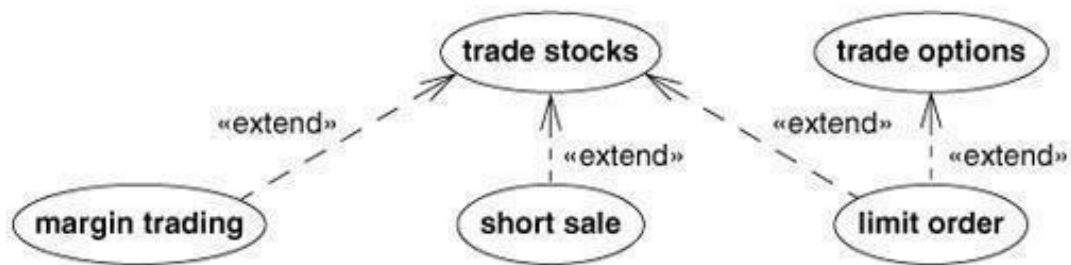 trade stocks
trade options
«extend»
«extend»
«extend»
«extend»
margin trading
short sale
limit order